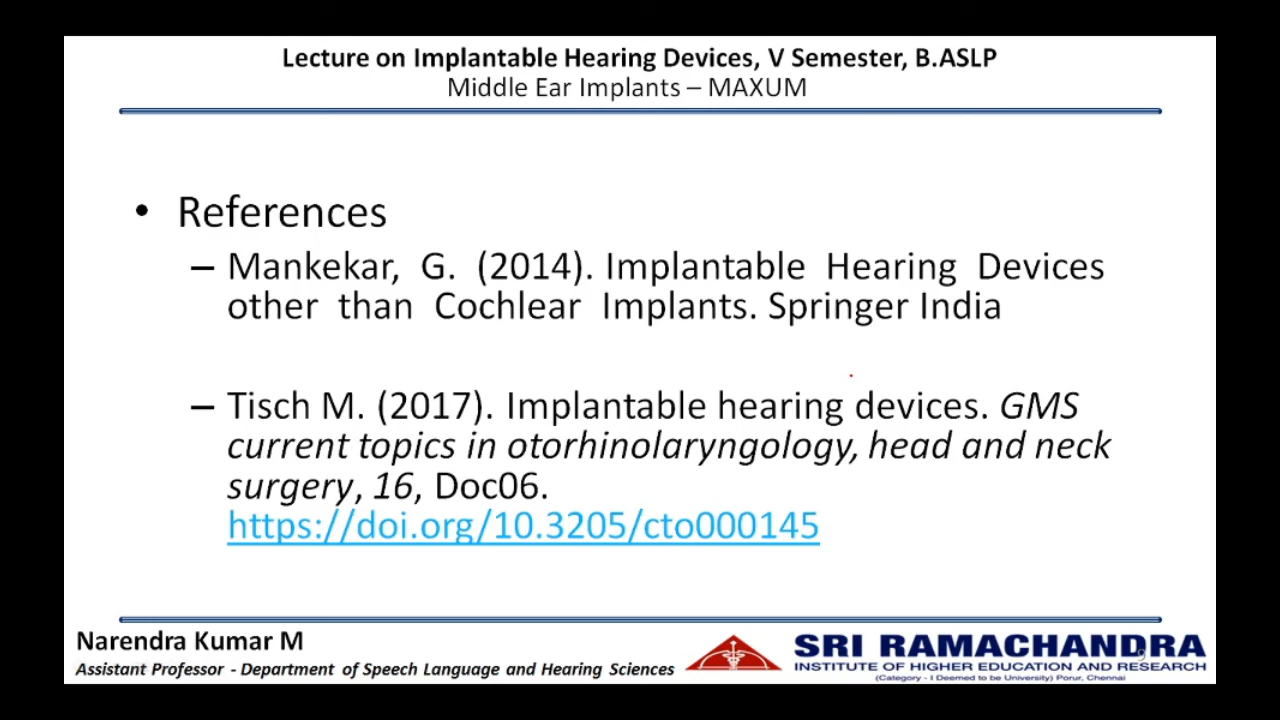 Lecture on Implantable Hearing Devices, V Semester, B.ASLP
Middle Ear Implants – MAXUM
• References
– Mankekar, G. (2014). Implantable Hearing Devices
other than Cochlear Implants. Springer India
– Tisch M. (2017). Implantable hearing devices. GMS
current topics in otorhinolaryngology, head and neck
surgery, 16, Doc06.
https://doi.org/10.3205/cto000145
Narendra Kumar M
Assistant Professor - Department of Speech Language and Hearing Sciences
SRI RAMACHANDRA
INSTITUTE OF HIGHER EDUCATION AND RESEARCH
(Category - I Deemed to be University) Porur, Chennai